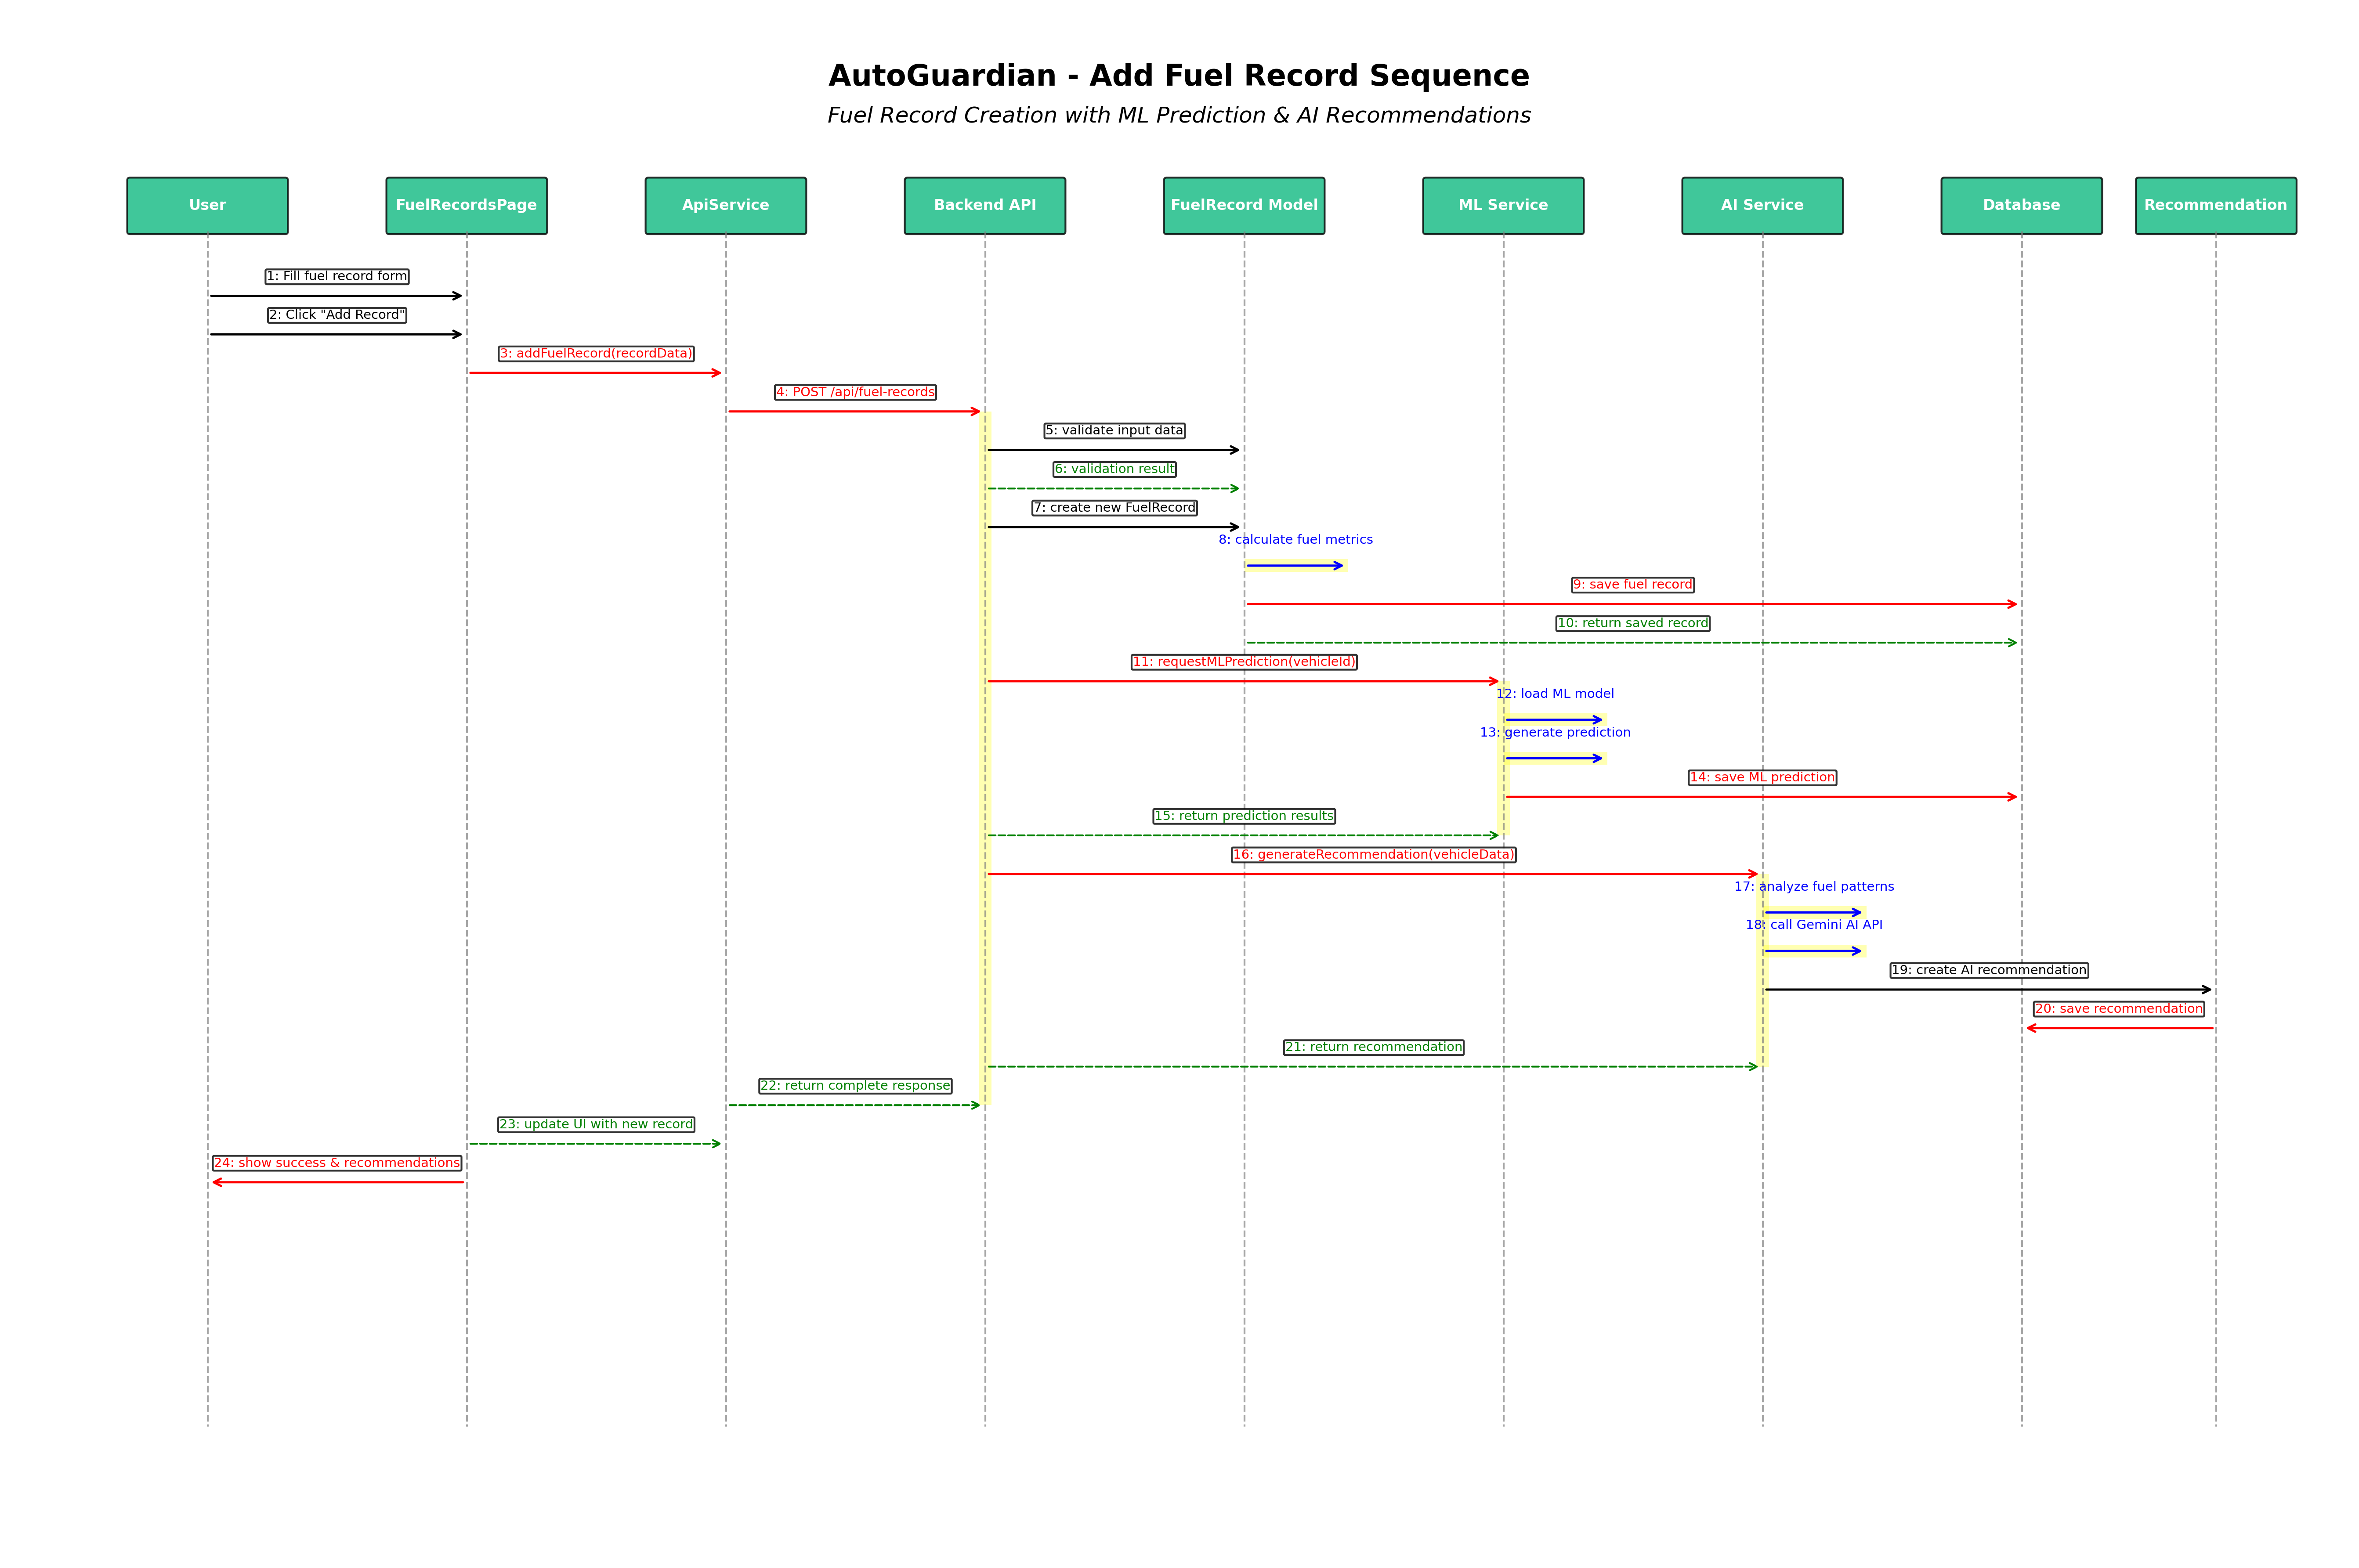 AutoGuardian - Add Fuel Record Sequence
Fuel Record Creation with ML Prediction & AI Recommendations
User
FuelRecordsPage
ApiService
Backend API
FuelRecord Model
ML Service
AI Service
Database
Recommendation
1: Fill fuel record form
2: Click "Add Record"
3: addFuelRecord(recordData)
4: POST /api/fuel-records
5: validate input data
6: validation result
7: create new FuelRecord
8: calculate fuel metrics
9: save fuel record
10: return saved record
11: requestMLPrediction(vehicleId)
12: load ML model
13: generate prediction
14: save ML prediction
15: return prediction results
16: generateRecommendation(vehicleData)
17: analyze fuel patterns
18: call Gemini AI API
19: create AI recommendation
20: save recommendation
21: return recommendation
22: return complete response
23: update UI with new record
24: show success & recommendations